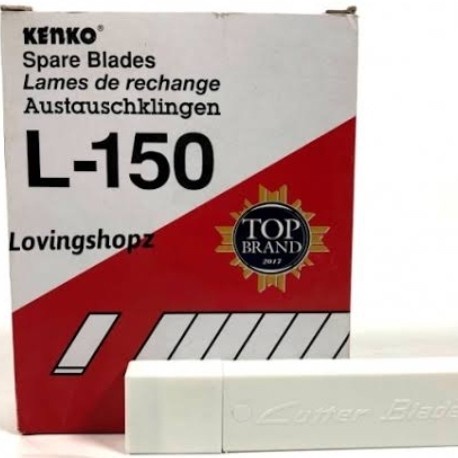 KENKO®
Spare Blades
Lames de rechange
Austauschklingen
L-150
TOP
BRAND
2017
Lovingshopz
Cutter Blade